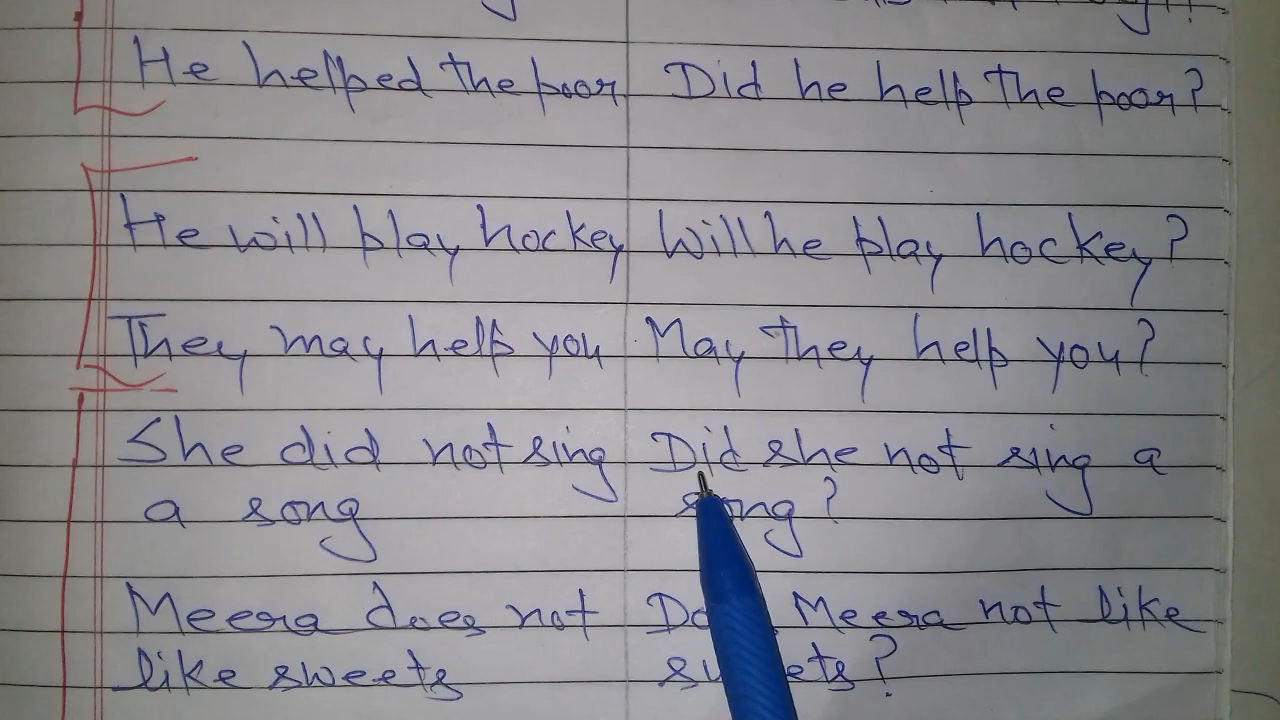 He helped the poor Did he help the poor?
He will play hockey Will he play hockey?
They may help you May they help you?
She did not sing Did she not sing a
a song song?
Meera does not Meera not like
like sweets